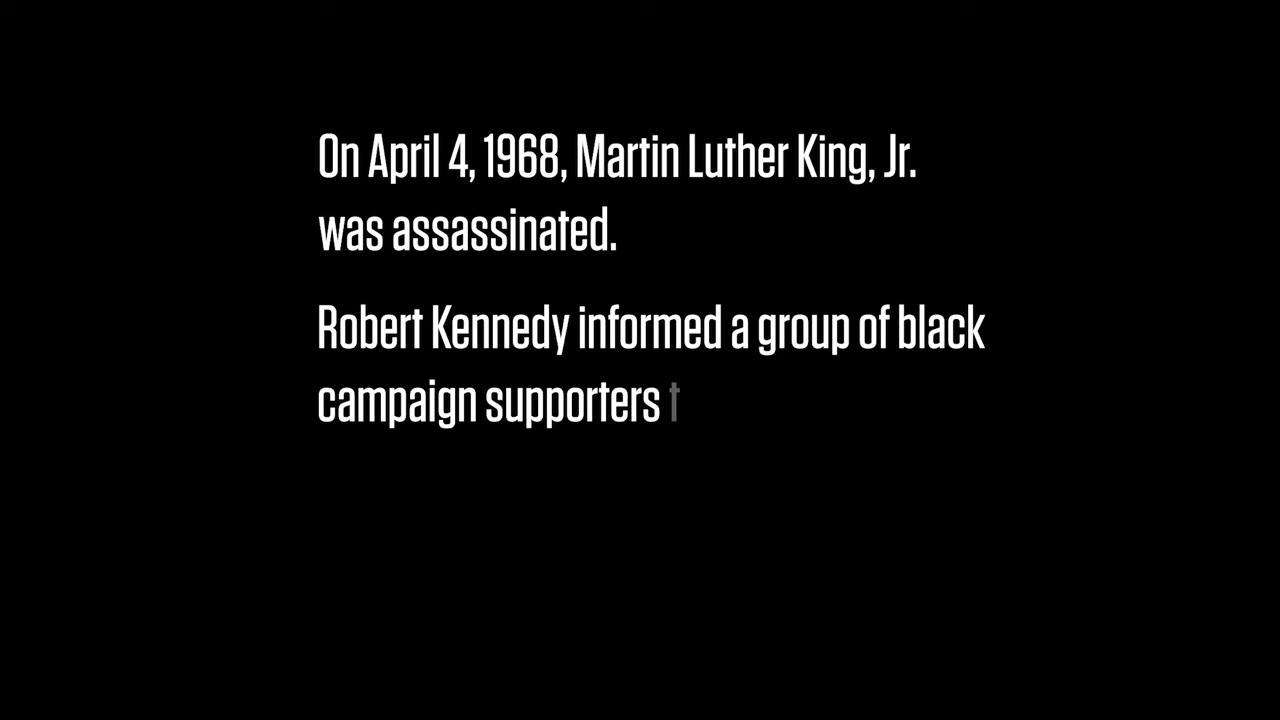 On April 4, 1968, Martin Luther King, Jr.
was assassinated.
Robert Kennedy informed a group of black
campaign supporters t